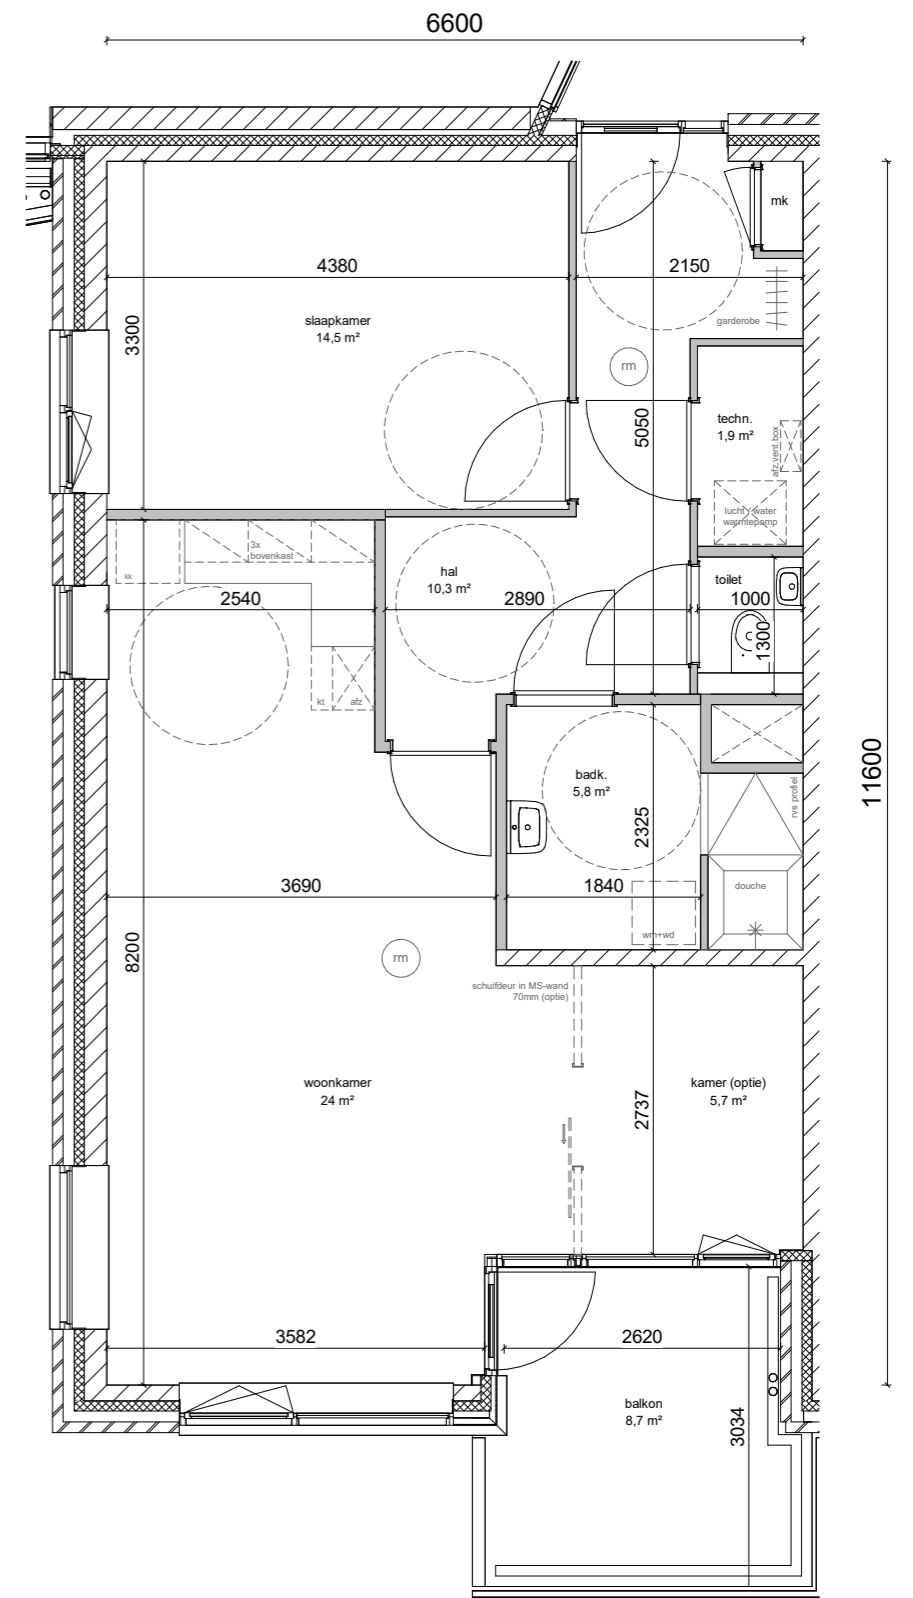 6600
mk
4380
2150
3300
slaapkamer
14,5 m²
garderobe
rm
5050
techn.
1,9 m²
afz.vent.box
lucht / water
warmtepomp
3x
bovenkast
kk
hal
10,3 m²
toilet
2540
2890
1000
1300
kt
afz
badk.
5,8 m²
rvs profiel
11600
2325
3690
1840
douche
wm+wd
8200
rm
schuifdeur in MS-wand
70mm (optie)
woonkamer
24 m²
kamer (optie)
5,7 m²
2737
3582
2620
balkon
8,7 m²
3034